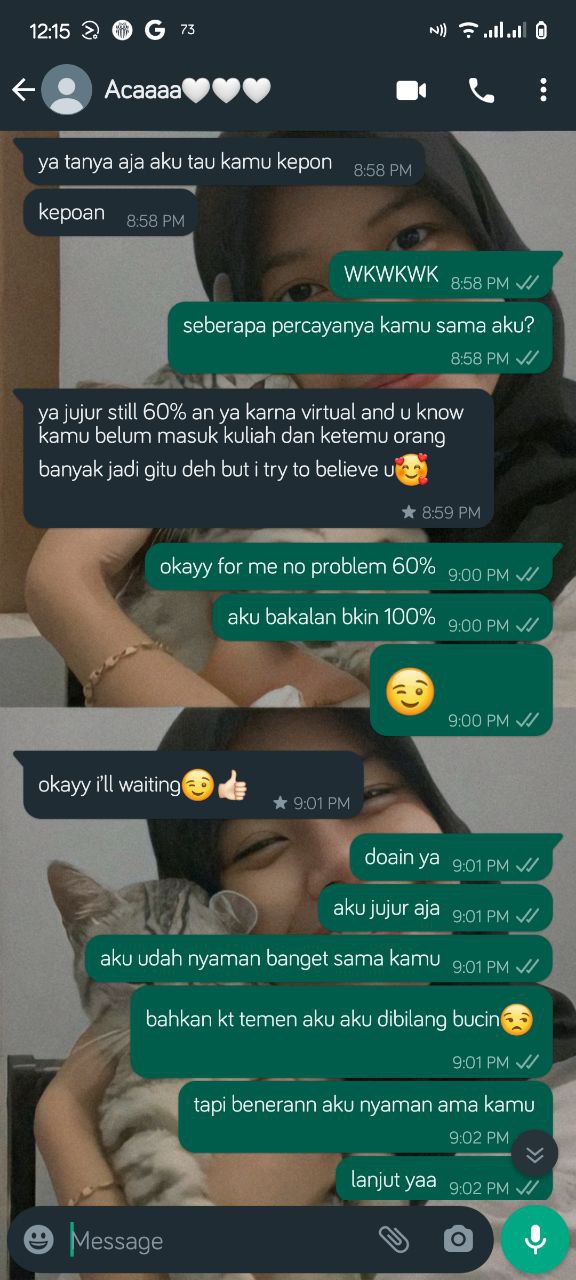 12:15 73
Acaaaa🤍🤍🤍
ya tanya aja aku tau kamu kepon 8:58 PM
kepoan 8:58 PM
WKWKWK 8:58 PM
seberapa percayanya kamu sama aku?
8:58 PM
ya jujur still 60% an ya karna virtual and u know
kamu belum masuk kuliah dan ketemu orang
banyak jadi gitu deh but i try to believe u🥰
8:59 PM
okayy for me no problem 60% 9:00 PM
aku bakalan bkin 100% 9:00 PM
😉
9:00 PM
okayy i'll waiting😉👍🏻 9:01 PM
doain ya 9:01 PM
aku jujur aja 9:01 PM
aku udah nyaman banget sama kamu 9:01 PM
bahkan kt temen aku aku dibilang bucin😒
9:01 PM
tapi benerann aku nyaman ama kamu
9:02 PM
lanjut yaa 9:02 PM
Message